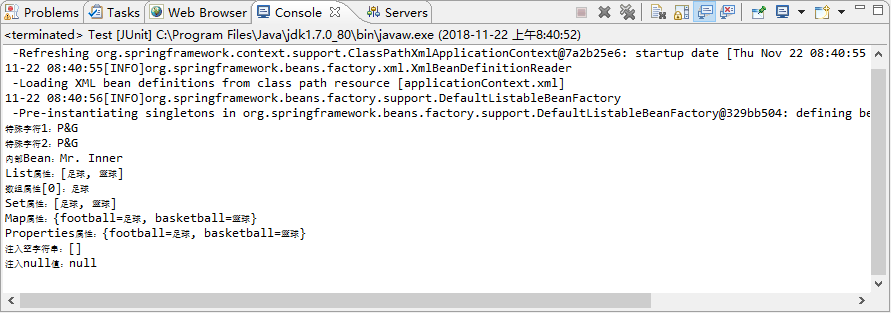 Properties Tasks Web Browser Console Servers
<terminated> Test [JUnit] C:\Program Files\Java\jdk1.7.0_80\bin\javaw.exe (2018-11-22 上午8:40:52)
-Refreshing org.springframework.context.support.ClassPathXmlApplicationContext@7a2b25e6: startup date [Thu Nov 22 08:40:55
11-22 08:40:55[INFO]org.springframework.beans.factory.xml.XmlBeanDefinitionReader
-Loading XML bean definitions from class path resource [applicationContext.xml]
11-22 08:40:56[INFO]org.springframework.beans.factory.support.DefaultListableBeanFactory
-Pre-instantiating singletons in org.springframework.beans.factory.support.DefaultListableBeanFactory@329bb504: defining be
特殊字符1：P&G
特殊字符2：P&G
内部Bean：Mr. Inner
List属性：[足球, 篮球]
数组属性[0]：足球
Set属性：[足球, 篮球]
Map属性：{football=足球, basketball=篮球}
Properties属性：{football=足球, basketball=篮球}
注入空字符串：[]
注入null值：null